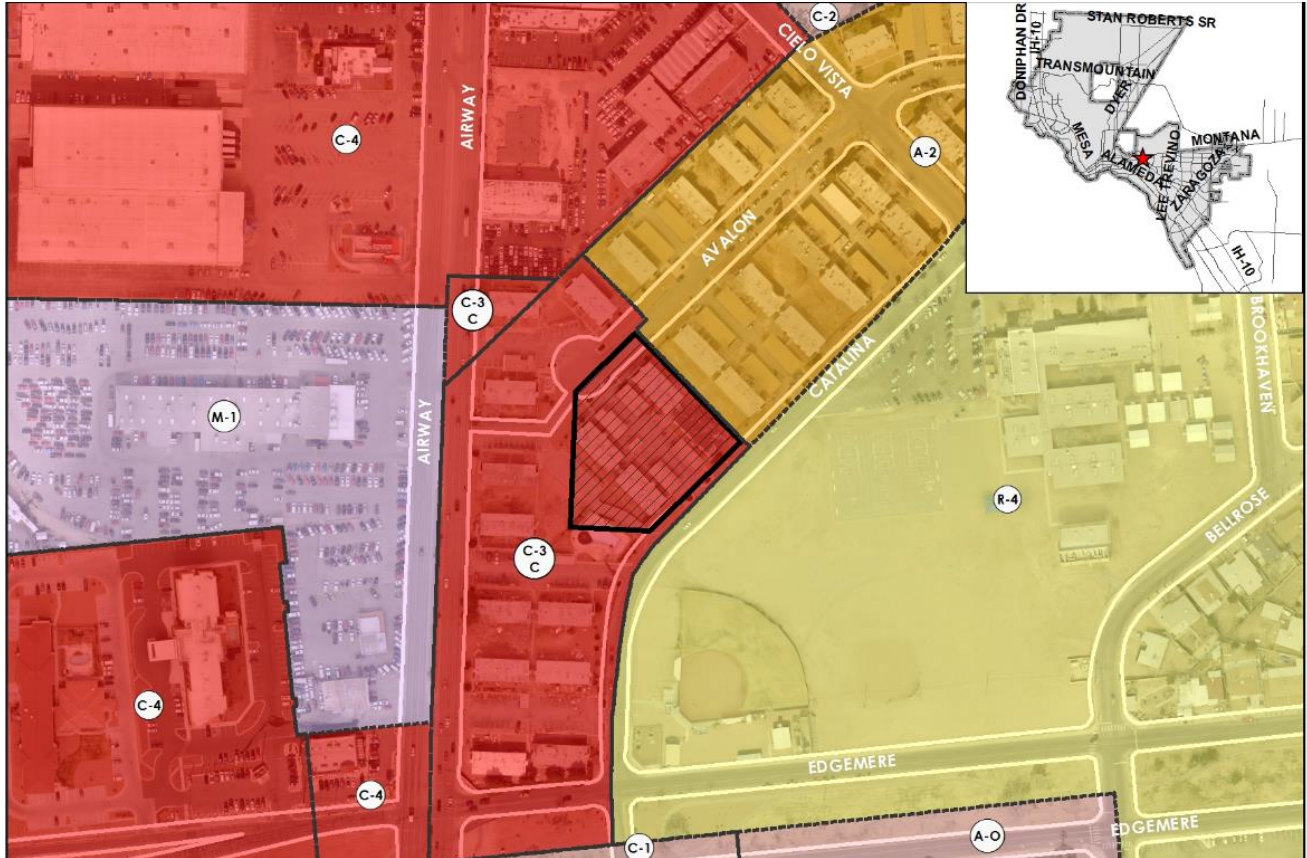 C-2
CIELO VISTA
AIRWAY
C-4
A-2
AVALON
C-3
C
CATALINA
BROOKHAVEN
M-1
AIRWAY
R-4
BELLROSE
C-3
C
C-4
C-4
EDGEMERE
C-1
A-O
EDGEMERE
STAN ROBERTS SR
DONIPHAN DR
IH-10
TRANSMOUNTAIN
DYER
MESA
MONTANA
ALAMEDA
LEE TREVINO
ZARAGOZA
IH-10